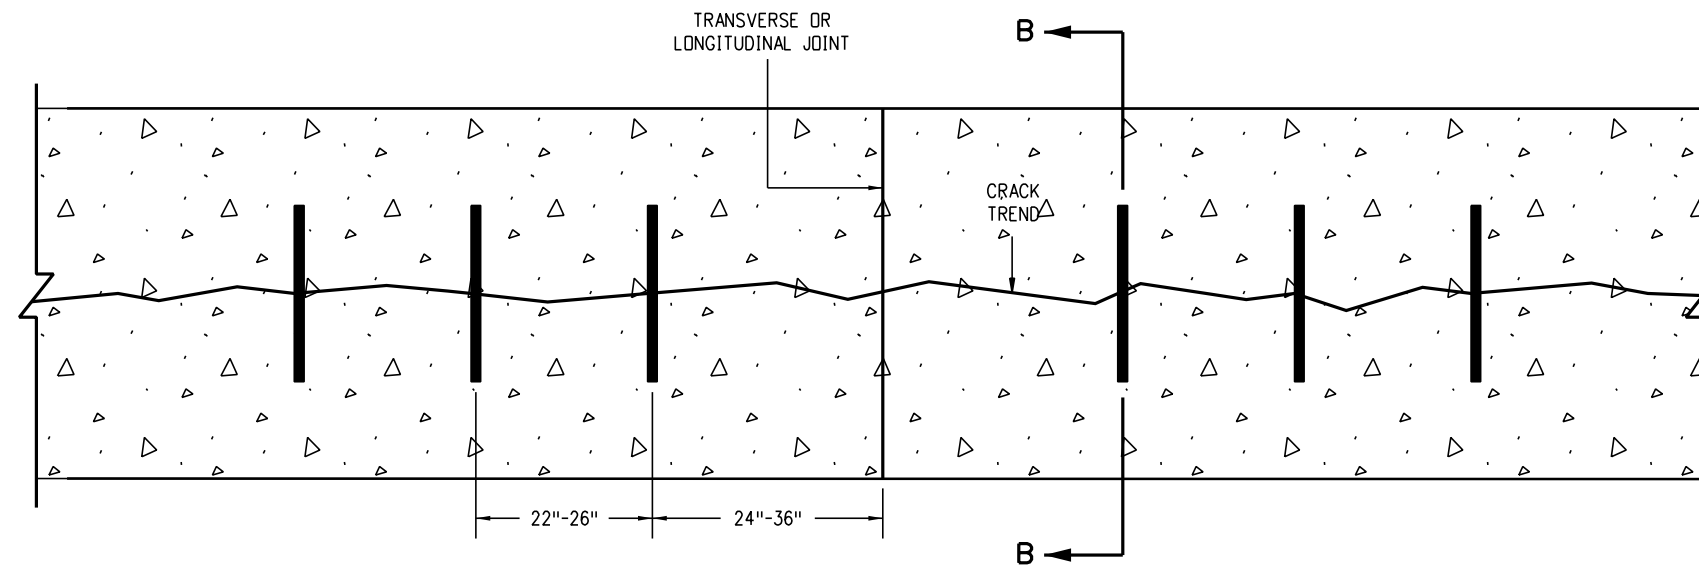 TRANSVERSE OR
LONGITUDINAL JOINT
B
CRACK
TREND
22"-26"
24"-36"
B